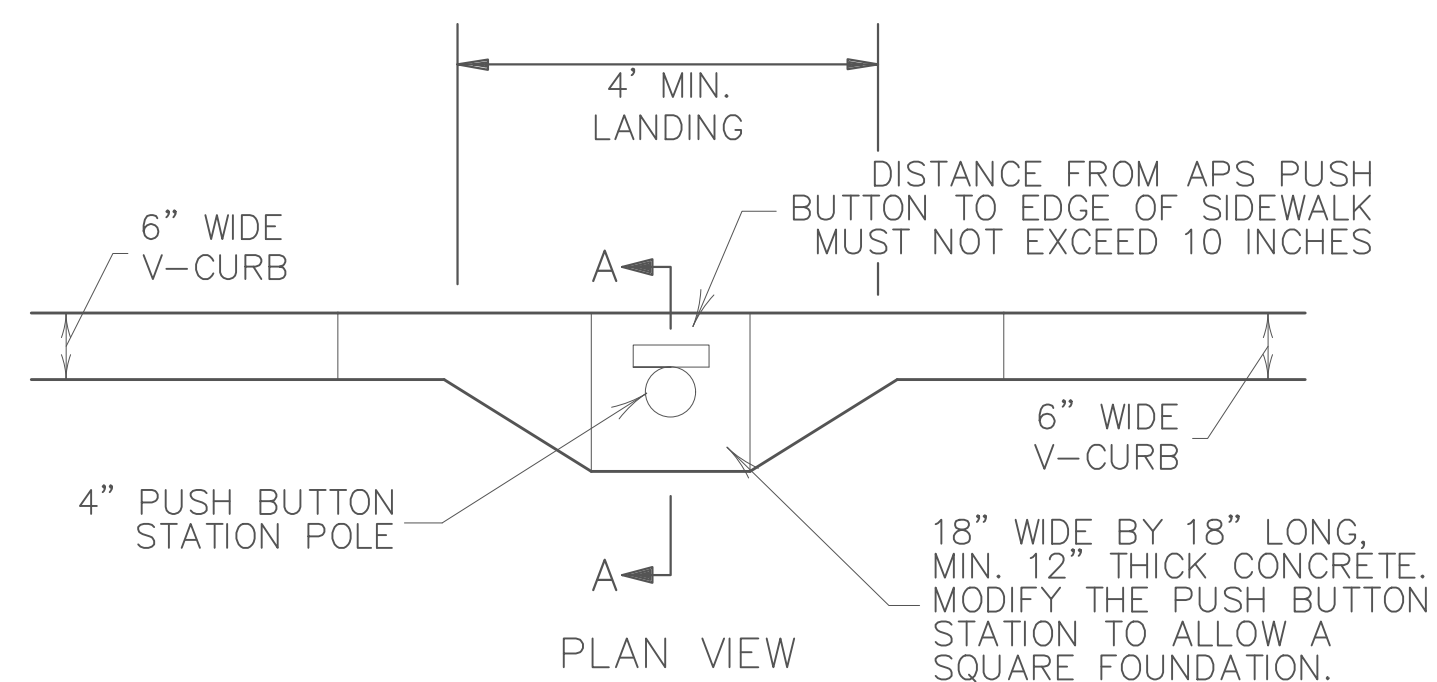 4' MIN.
LANDING
DISTANCE FROM APS PUSH
BUTTON TO EDGE OF SIDEWALK
MUST NOT EXCEED 10 INCHES
6” WIDE
V-CURB
A
6” WIDE
V-CURB
4” PUSH BUTTON
STATION POLE
A
18” WIDE BY 18” LONG,
MIN. 12” THICK CONCRETE.
MODIFY THE PUSH BUTTON
STATION TO ALLOW A
SQUARE FOUNDATION.
PLAN VIEW